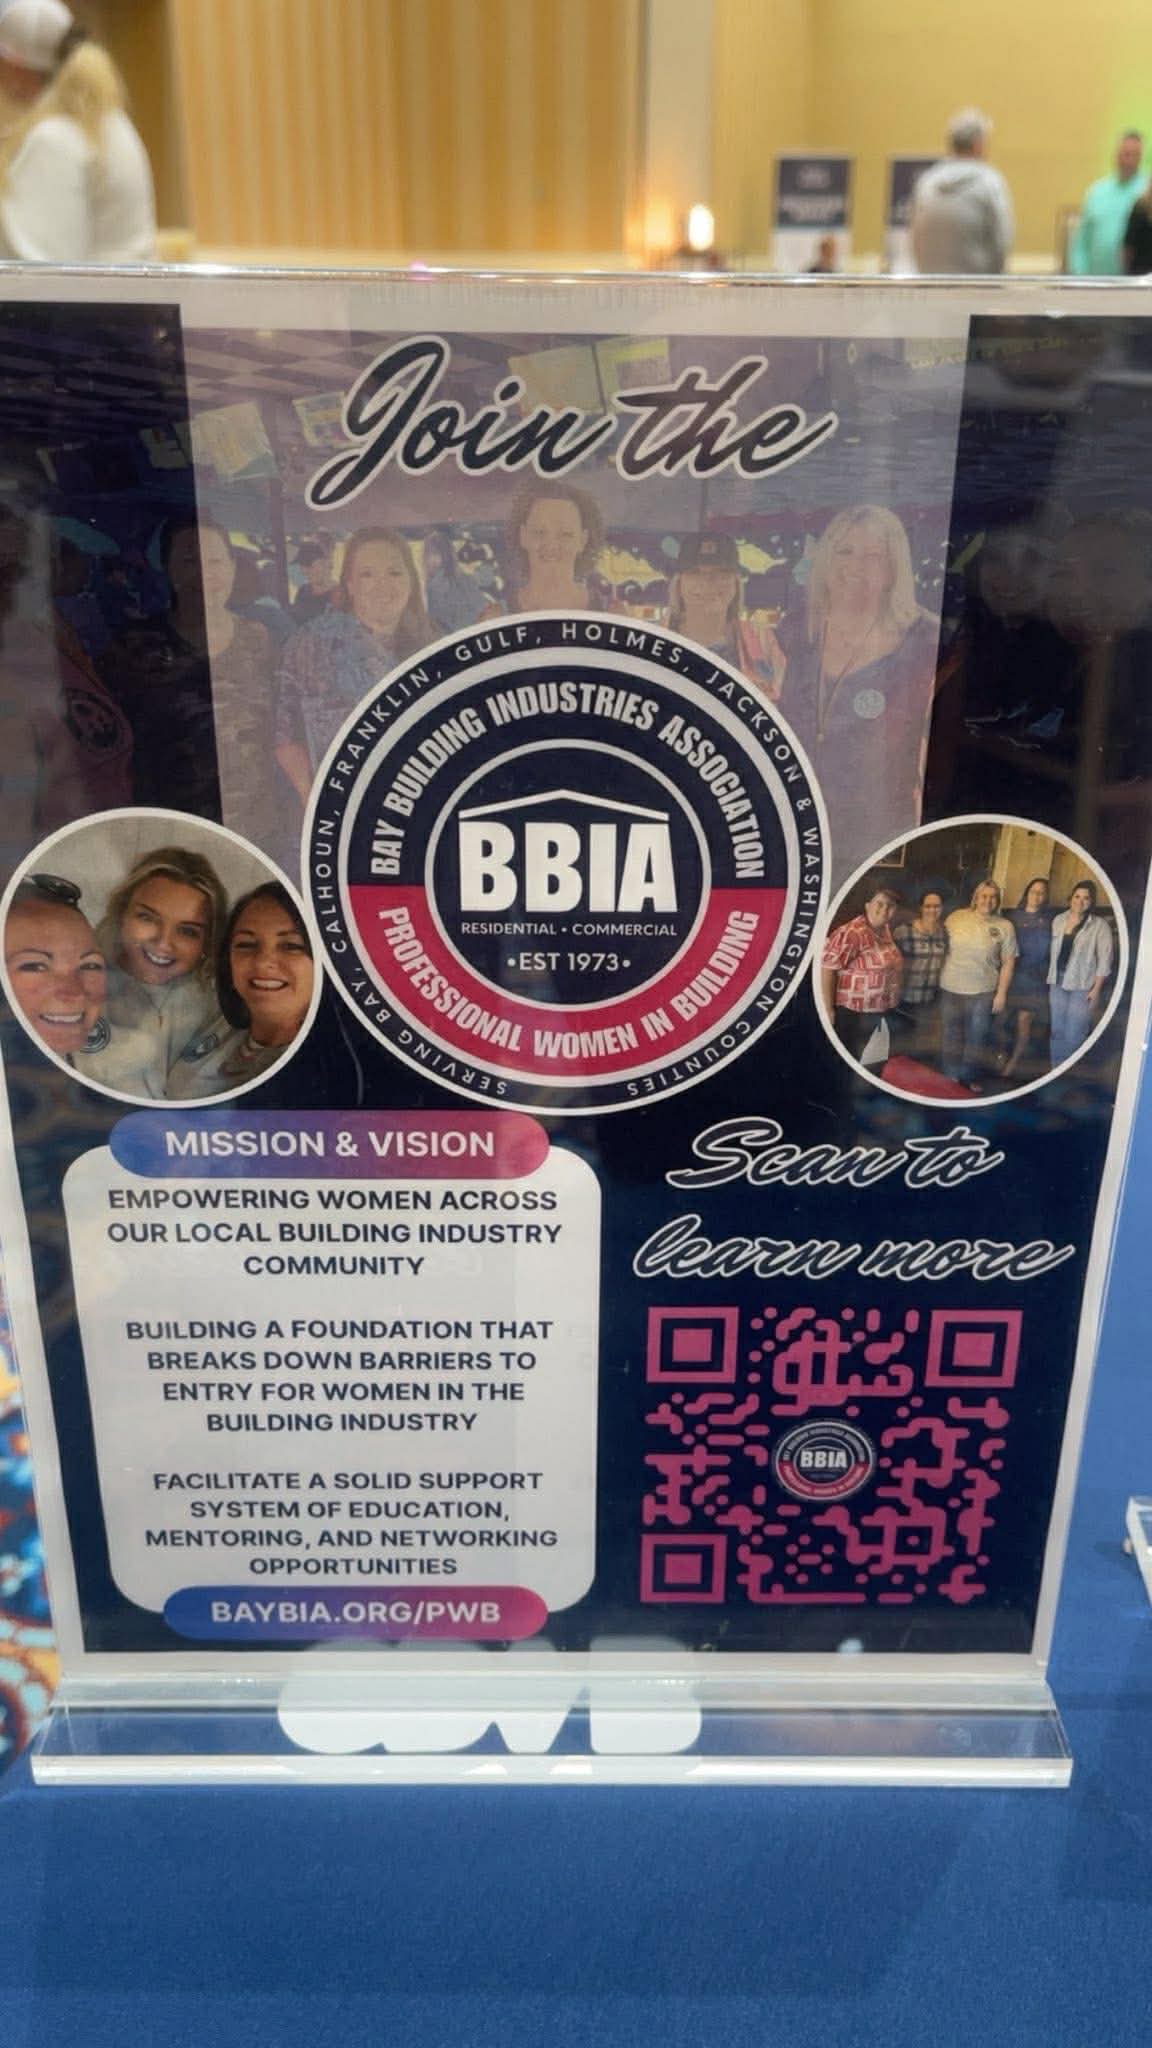 Join the
SERVING BAY, CALHOUN, FRANKLIN, GULF, HOLMES, JACKSON & WASHINGTON COUNTIES
BAY BUILDING INDUSTRIES ASSOCIATION
BBIA
RESIDENTIAL • COMMERCIAL
•EST 1973•
PROFESSIONAL WOMEN IN BUILDING
MISSION & VISION
EMPOWERING WOMEN ACROSS
OUR LOCAL BUILDING INDUSTRY
COMMUNITY
BUILDING A FOUNDATION THAT
BREAKS DOWN BARRIERS TO
ENTRY FOR WOMEN IN THE
BUILDING INDUSTRY
FACILITATE A SOLID SUPPORT
SYSTEM OF EDUCATION,
MENTORING, AND NETWORKING
OPPORTUNITIES
BAYBIA.ORG/PWB
Scan to
learn more
BBIA